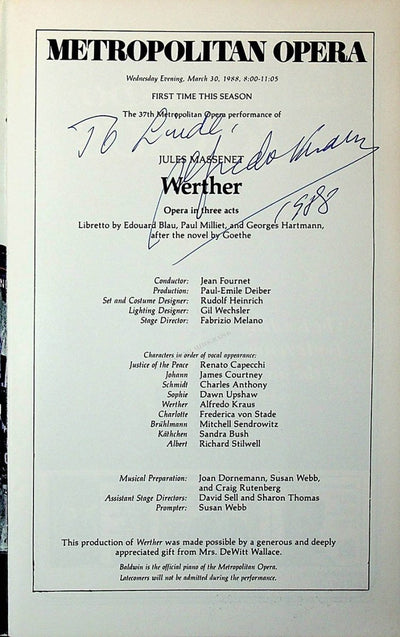 METROPOLITAN OPERA
Wednesday Evening, March 30, 1988, 8:00-11:05
FIRST TIME THIS SEASON
The 37th Metropolitan Opera performance of
To
Alfredo Kraus
JULES MASSENET
Werther
1988
Opera in three acts
Libretto by Edouard Blau, Paul Milliet, and Georges Hartmann,
after the novel by Goethe
Conductor: Jean Fournet
Production: Paul-Emile Deiber
Set and Costume Designer: Rudolf Heinrich
Lighting Designer: Gil Wechsler
Stage Director: Fabrizio Melano
Characters in order of vocal appearance:
Justice of the Peace Renato Capecchi
Johann James Courtney
Schmidt Charles Anthony
Sophie Dawn Upshaw
Werther Alfredo Kraus
Charlotte Frederica von Stade
Brühlmann Mitchell Sendrowitz
Käthchen Sandra Bush
Albert Richard Stilwell
Musical Preparation: Joan Dornemann, Susan Webb,
and Craig Rutenberg
Assistant Stage Directors: David Sell and Sharon Thomas
Prompter: Susan Webb
This production of Werther was made possible by a generous and deeply
appreciated gift from Mrs. DeWitt Wallace.
Baldwin is the official piano of the Metropolitan Opera.
Latecomers will not be admitted during the performance.